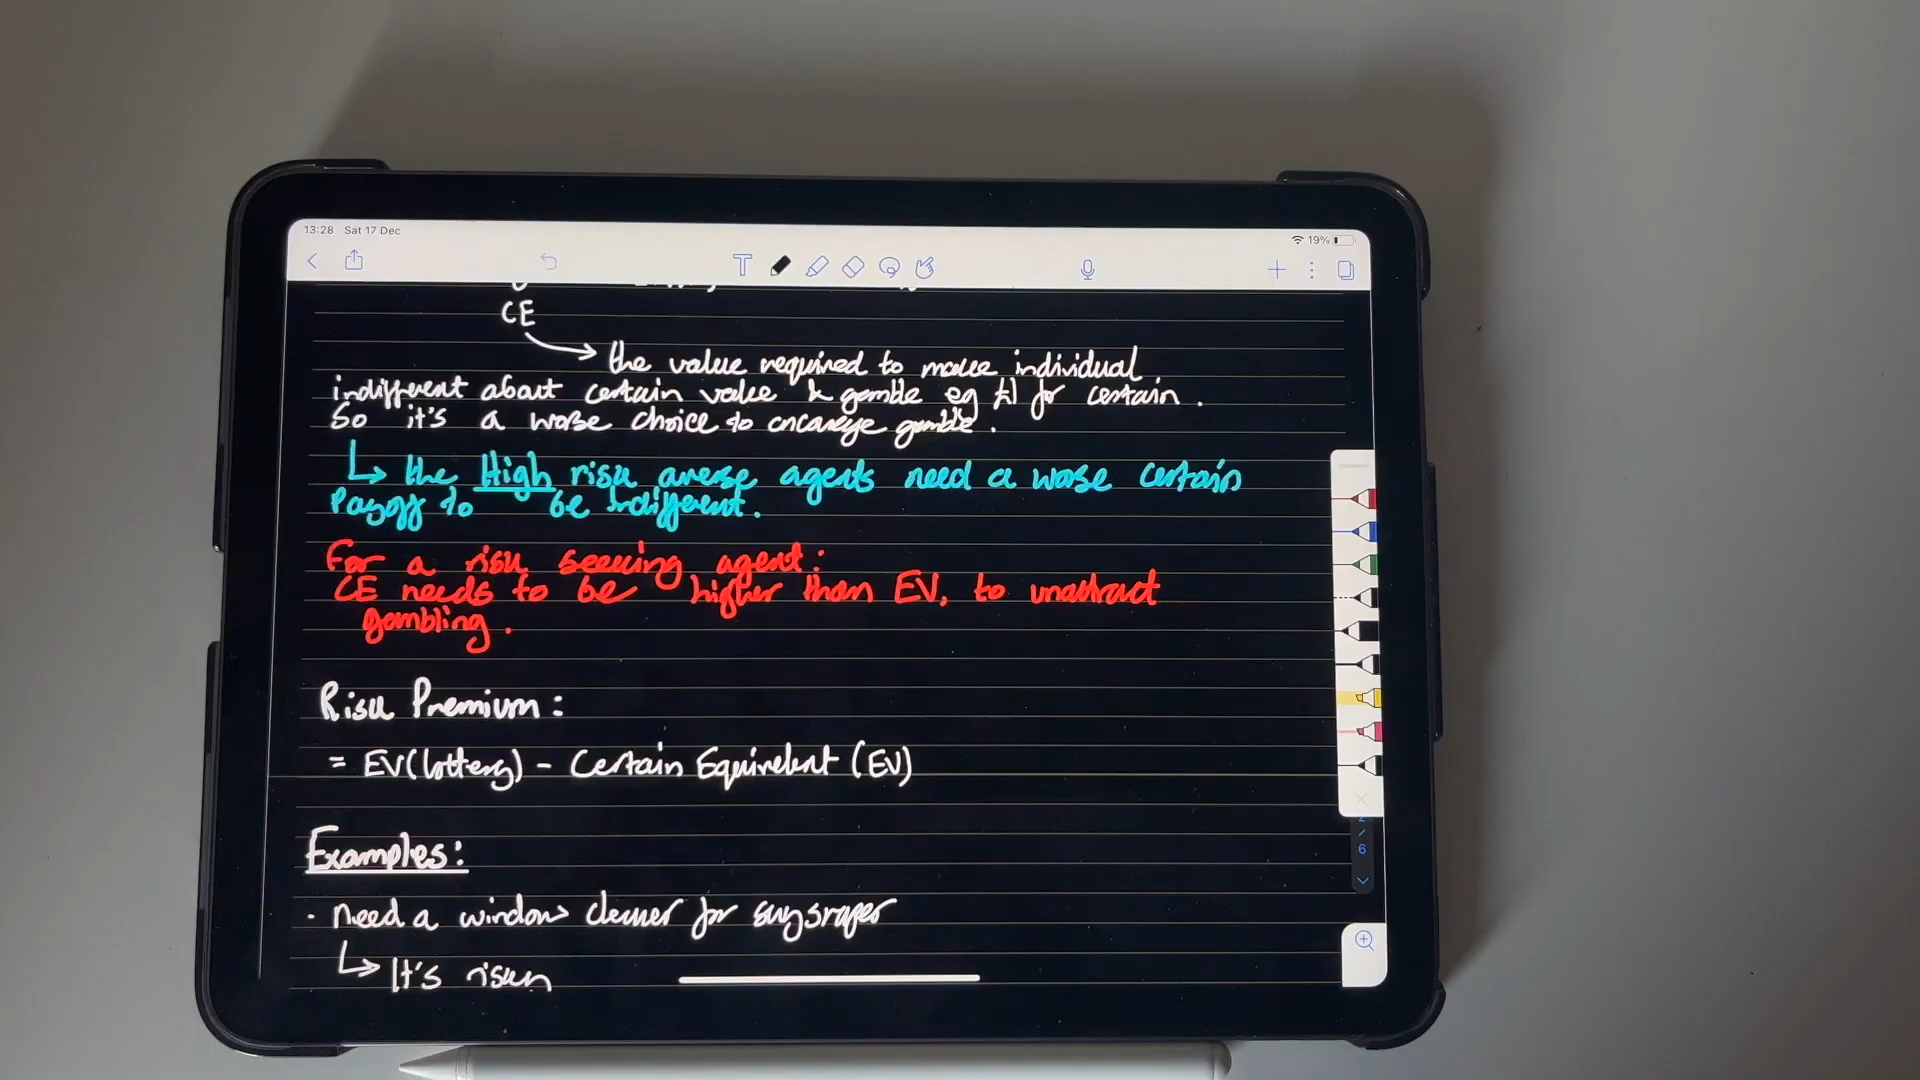 13:28 Sat 17 Dec
19%
CE
the value required to make individual
indifferent about certain value & gamble eg £1 for certain.
So it's a worse choice to encourage gamble.
the High risk averse agents need a worse certain
Payoff to be indifferent.
For a risk seeking agent:
CE needs to be higher than EV, to unattract
gambling.
Risk Premium:
= EV(lottery) - Certain Equivelent (EV)
Examples:
· need a window cleaner for skysraper
It's risky
2
/
6